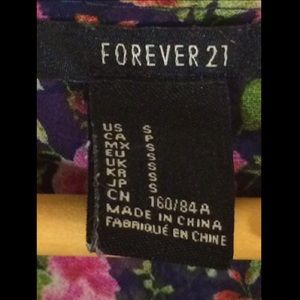 FOREVER 21
US S
CA P
MX S
EU S
UK S
KR S
JP S
CN 160/84A
MADE IN CHINA
FABRIQUÉ EN CHINE